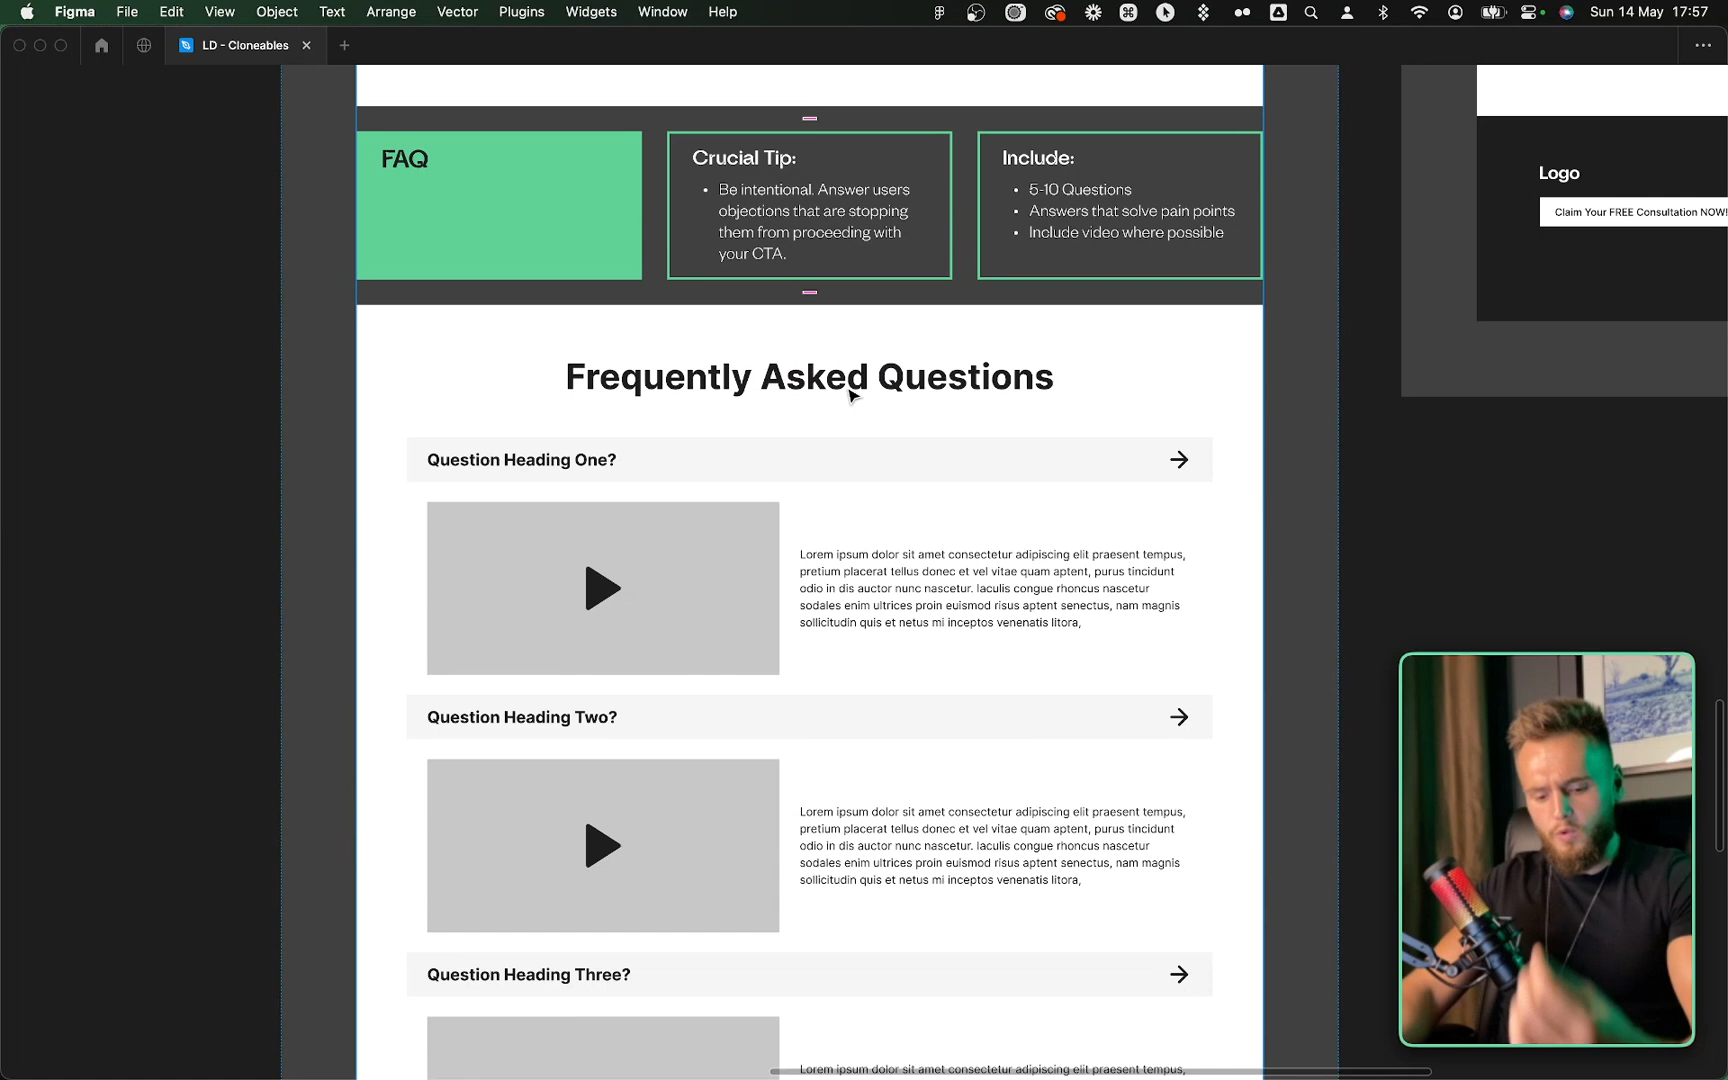 Figma File Edit View Object Text Arrange Vector Plugins Widgets Window Help Sun 14 May 17:57
LD - Cloneables
FAQ
Crucial Tip:
• Be intentional. Answer users
objections that are stopping
them from proceeding with
your CTA.
Include:
• 5-10 Questions
• Answers that solve pain points
• Include video where possible
Logo
Claim Your FREE Consultation NOW!
Frequently Asked Questions
Question Heading One?
Lorem ipsum dolor sit amet consectetur adipiscing elit praesent tempus,
pretium placerat tellus donec et vel vitae quam aptent, purus tincidunt
odio in dis auctor nunc nascetur. Iaculis congue rhoncus nascetur
sodales enim ultrices proin euismod risus aptent senectus, nam magnis
sollicitudin quis et netus mi inceptos venenatis litora,
Question Heading Two?
Lorem ipsum dolor sit amet consectetur adipiscing elit praesent tempus,
pretium placerat tellus donec et vel vitae quam aptent, purus tincidunt
odio in dis auctor nunc nascetur. Iaculis congue rhoncus nascetur
sodales enim ultrices proin euismod risus aptent senectus, nam magnis
sollicitudin quis et netus mi inceptos venenatis litora,
Question Heading Three?
Lorem ipsum dolor sit amet consectetur adipiscing elit praesent tempus,